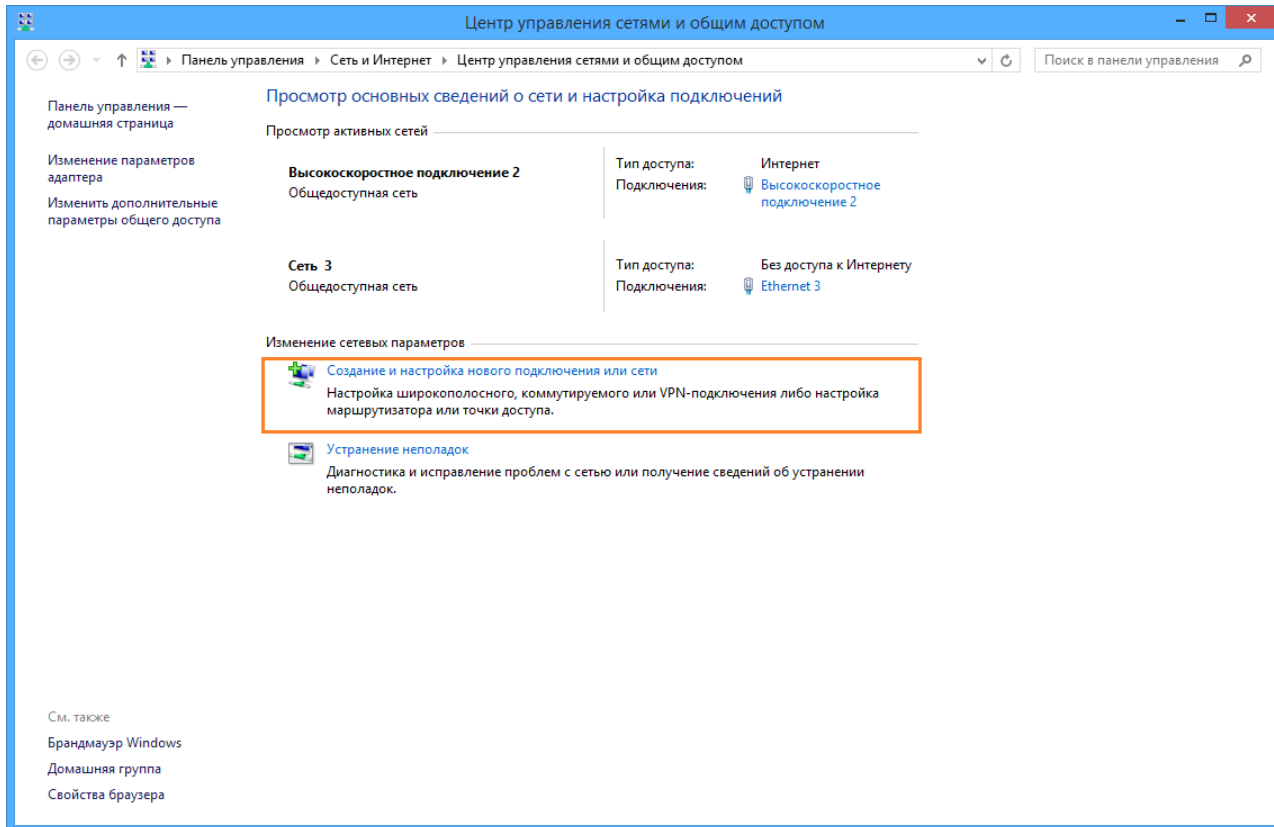 Центр управления сетями и общим доступом
Панель управления
Сеть и Интернет
Центр управления сетями и общим доступом
Поиск в панели управления
Панель управления —
домашняя страница
Изменение параметров
адаптера
Изменить дополнительные
параметры общего доступа
Просмотр основных сведений о сети и настройка подключений
Просмотр активных сетей
Высокоскоростное подключение 2
Общедоступная сеть
Тип доступа: Интернет
Подключения: Высокоскоростное
подключение 2
Сеть 3
Общедоступная сеть
Тип доступа: Без доступа к Интернету
Подключения: Ethernet 3
Изменение сетевых параметров
Создание и настройка нового подключения или сети
Настройка широкополосного, коммутируемого или VPN-подключения либо настройка
маршрутизатора или точки доступа.
Устранение неполадок
Диагностика и исправление проблем с сетью или получение сведений об устранении
неполадок.
См. также
Брандмауэр Windows
Домашняя группа
Свойства браузера